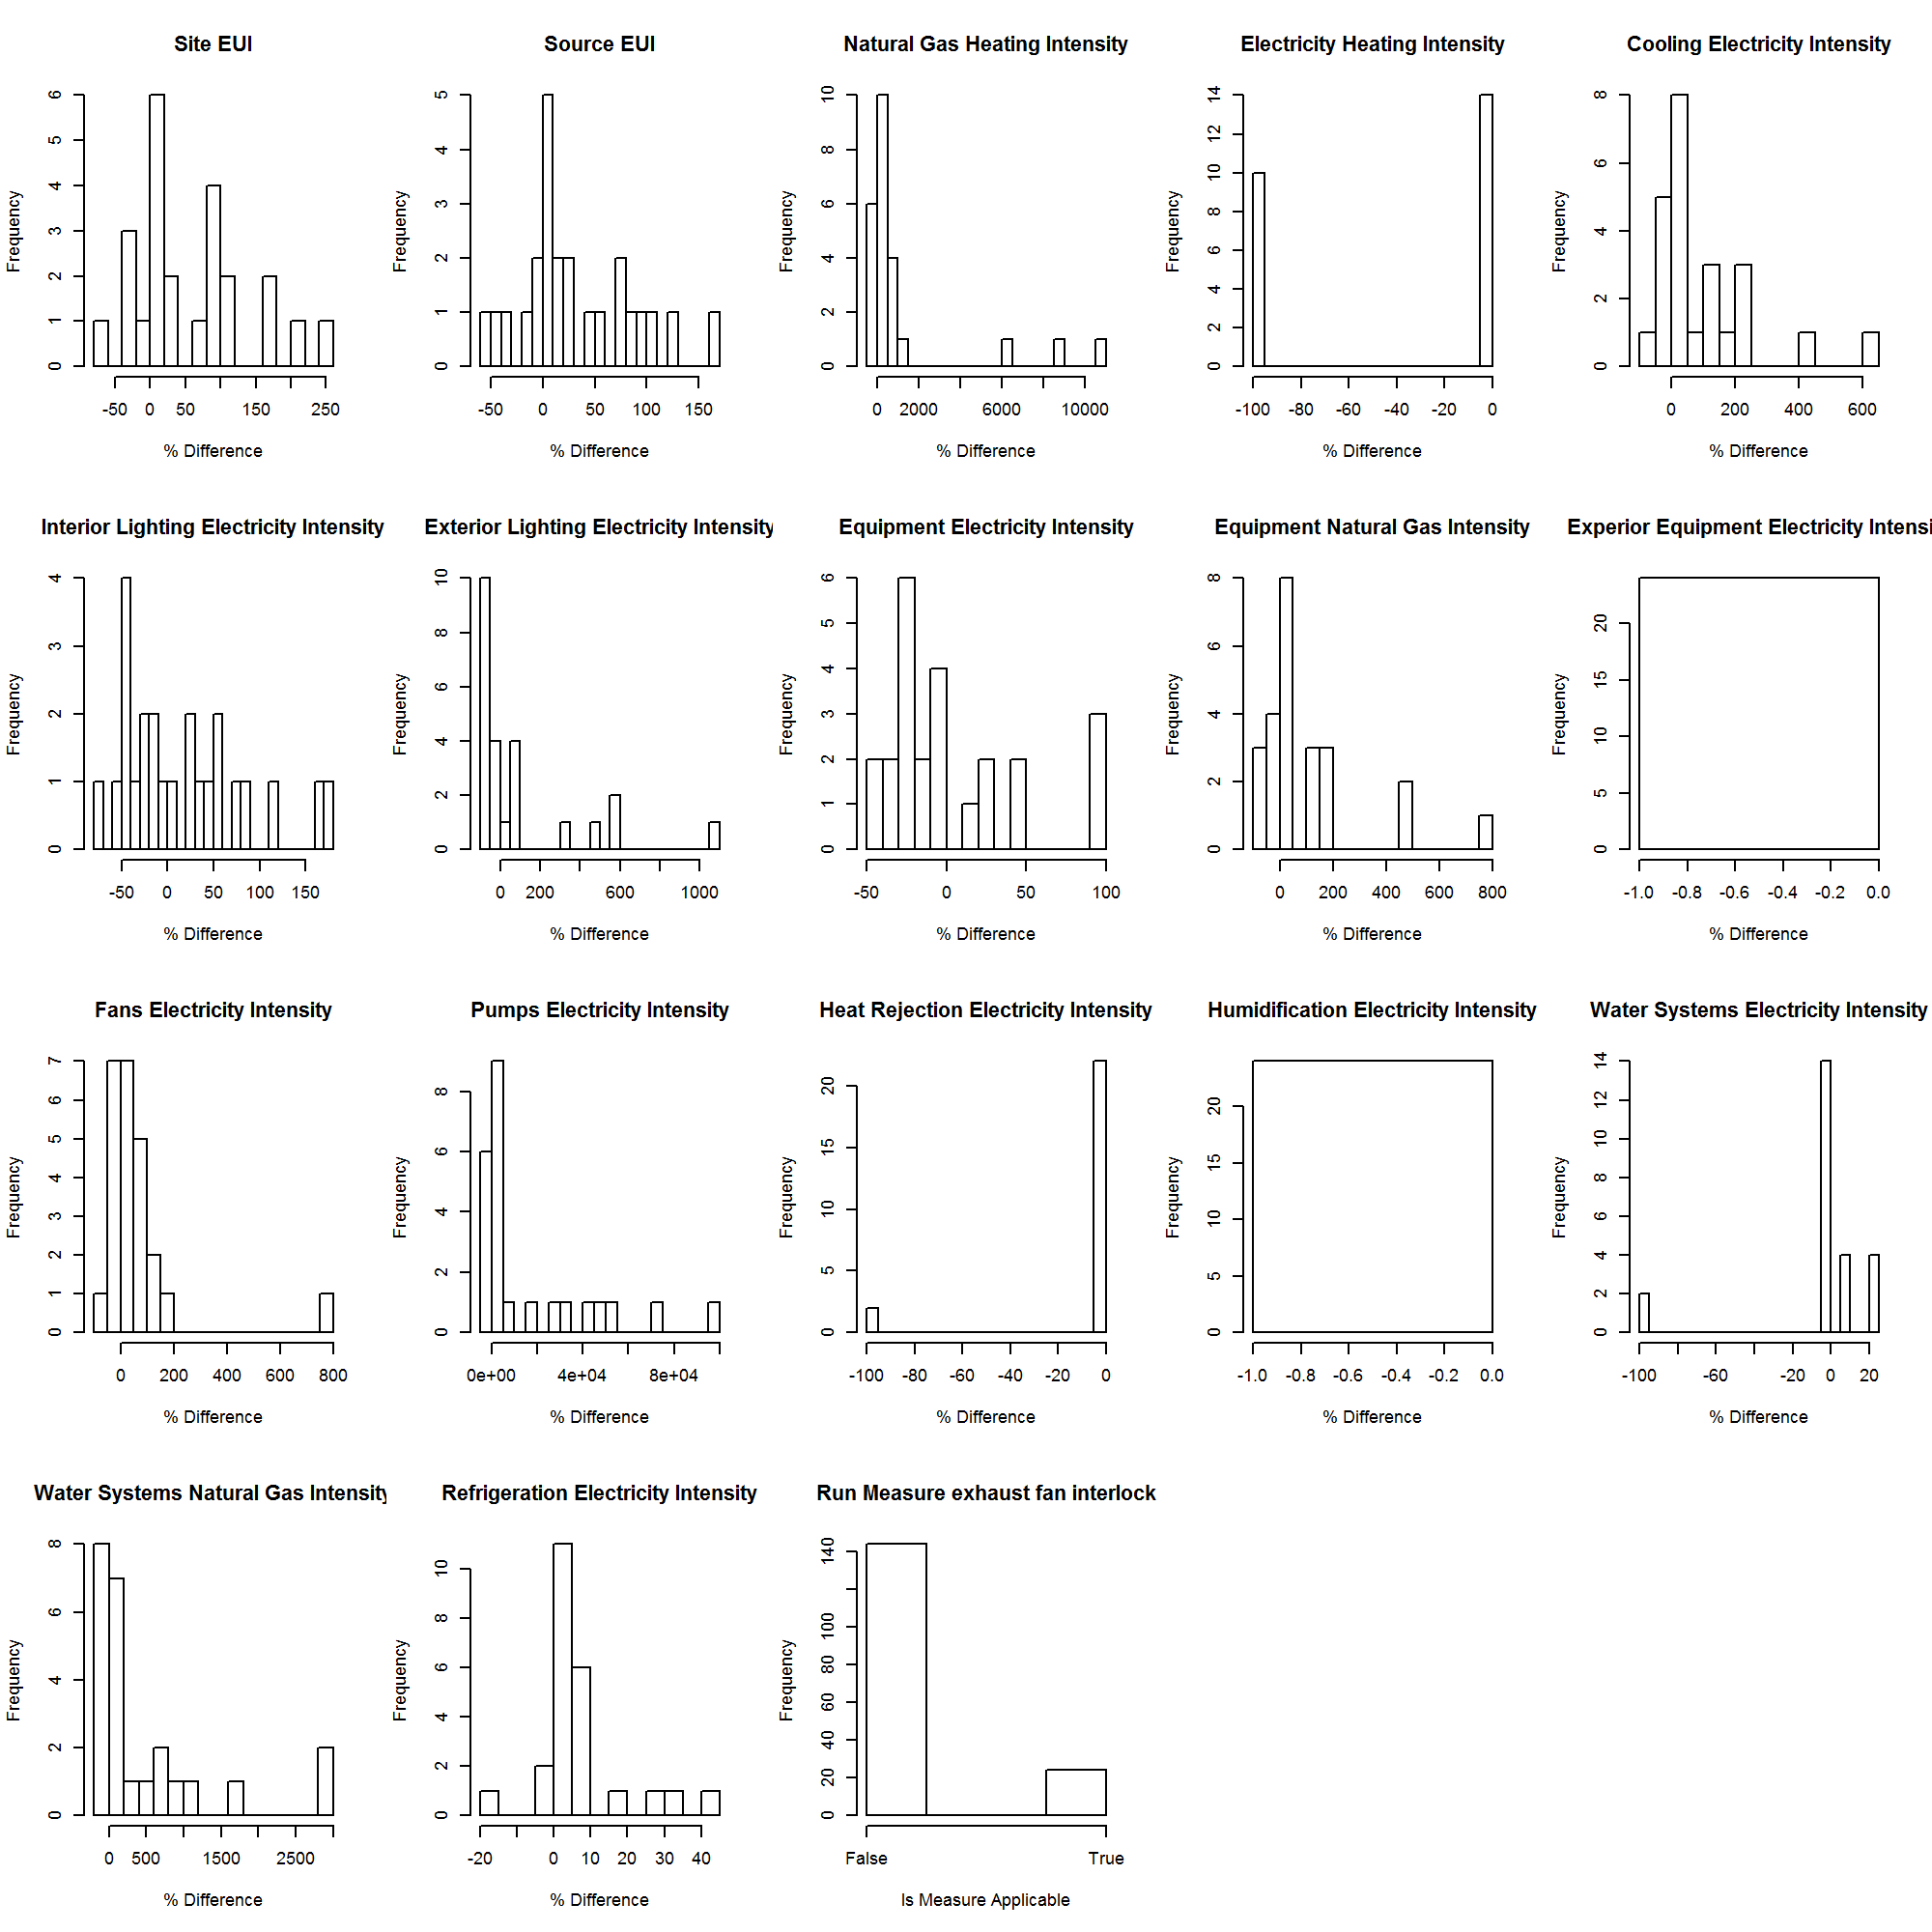 Site EUI
Frequency
6
5
4
3
2
1
0
-50 0 50 150 250
% Difference
Source EUI
Frequency
5
4
3
2
1
0
-50 0 50 100 150
% Difference
Natural Gas Heating Intensity
Frequency
10
8
6
4
2
0
0 2000 6000 10000
% Difference
Electricity Heating Intensity
Frequency
14
12
10
8
6
4
2
0
-100 -80 -60 -40 -20 0
% Difference
Cooling Electricity Intensity
Frequency
8
6
4
2
0
0 200 400 600
% Difference
Interior Lighting Electricity Intensity
Frequency
4
3
2
1
0
-50 0 50 100 150
% Difference
Exterior Lighting Electricity Intensity
Frequency
10
8
6
4
2
0
0 200 600 1000
% Difference
Equipment Electricity Intensity
Frequency
6
5
4
3
2
1
0
-50 0 50 100
% Difference
Equipment Natural Gas Intensity
Frequency
8
6
4
2
0
0 200 400 600 800
% Difference
Experior Equipment Electricity Intensi
Frequency
20
15
10
5
0
-1.0 -0.8 -0.6 -0.4 -0.2 0.0
% Difference
Fans Electricity Intensity
Frequency
7
6
5
4
3
2
1
0
0 200 400 600 800
% Difference
Pumps Electricity Intensity
Frequency
8
6
4
2
0
0e+00 4e+04 8e+04
% Difference
Heat Rejection Electricity Intensity
Frequency
20
15
10
5
0
-100 -80 -60 -40 -20 0
% Difference
Humidification Electricity Intensity
Frequency
20
15
10
5
0
-1.0 -0.8 -0.6 -0.4 -0.2 0.0
% Difference
Water Systems Electricity Intensity
Frequency
14
12
10
8
6
4
2
0
-100 -60 -20 0 20
% Difference
Water Systems Natural Gas Intensity
Frequency
8
6
4
2
0
0 500 1500 2500
% Difference
Refrigeration Electricity Intensity
Frequency
10
8
6
4
2
0
-20 0 10 20 30 40
% Difference
Run Measure exhaust fan interlock
Frequency
140
100
80
60
40
20
0
False True
Is Measure Applicable